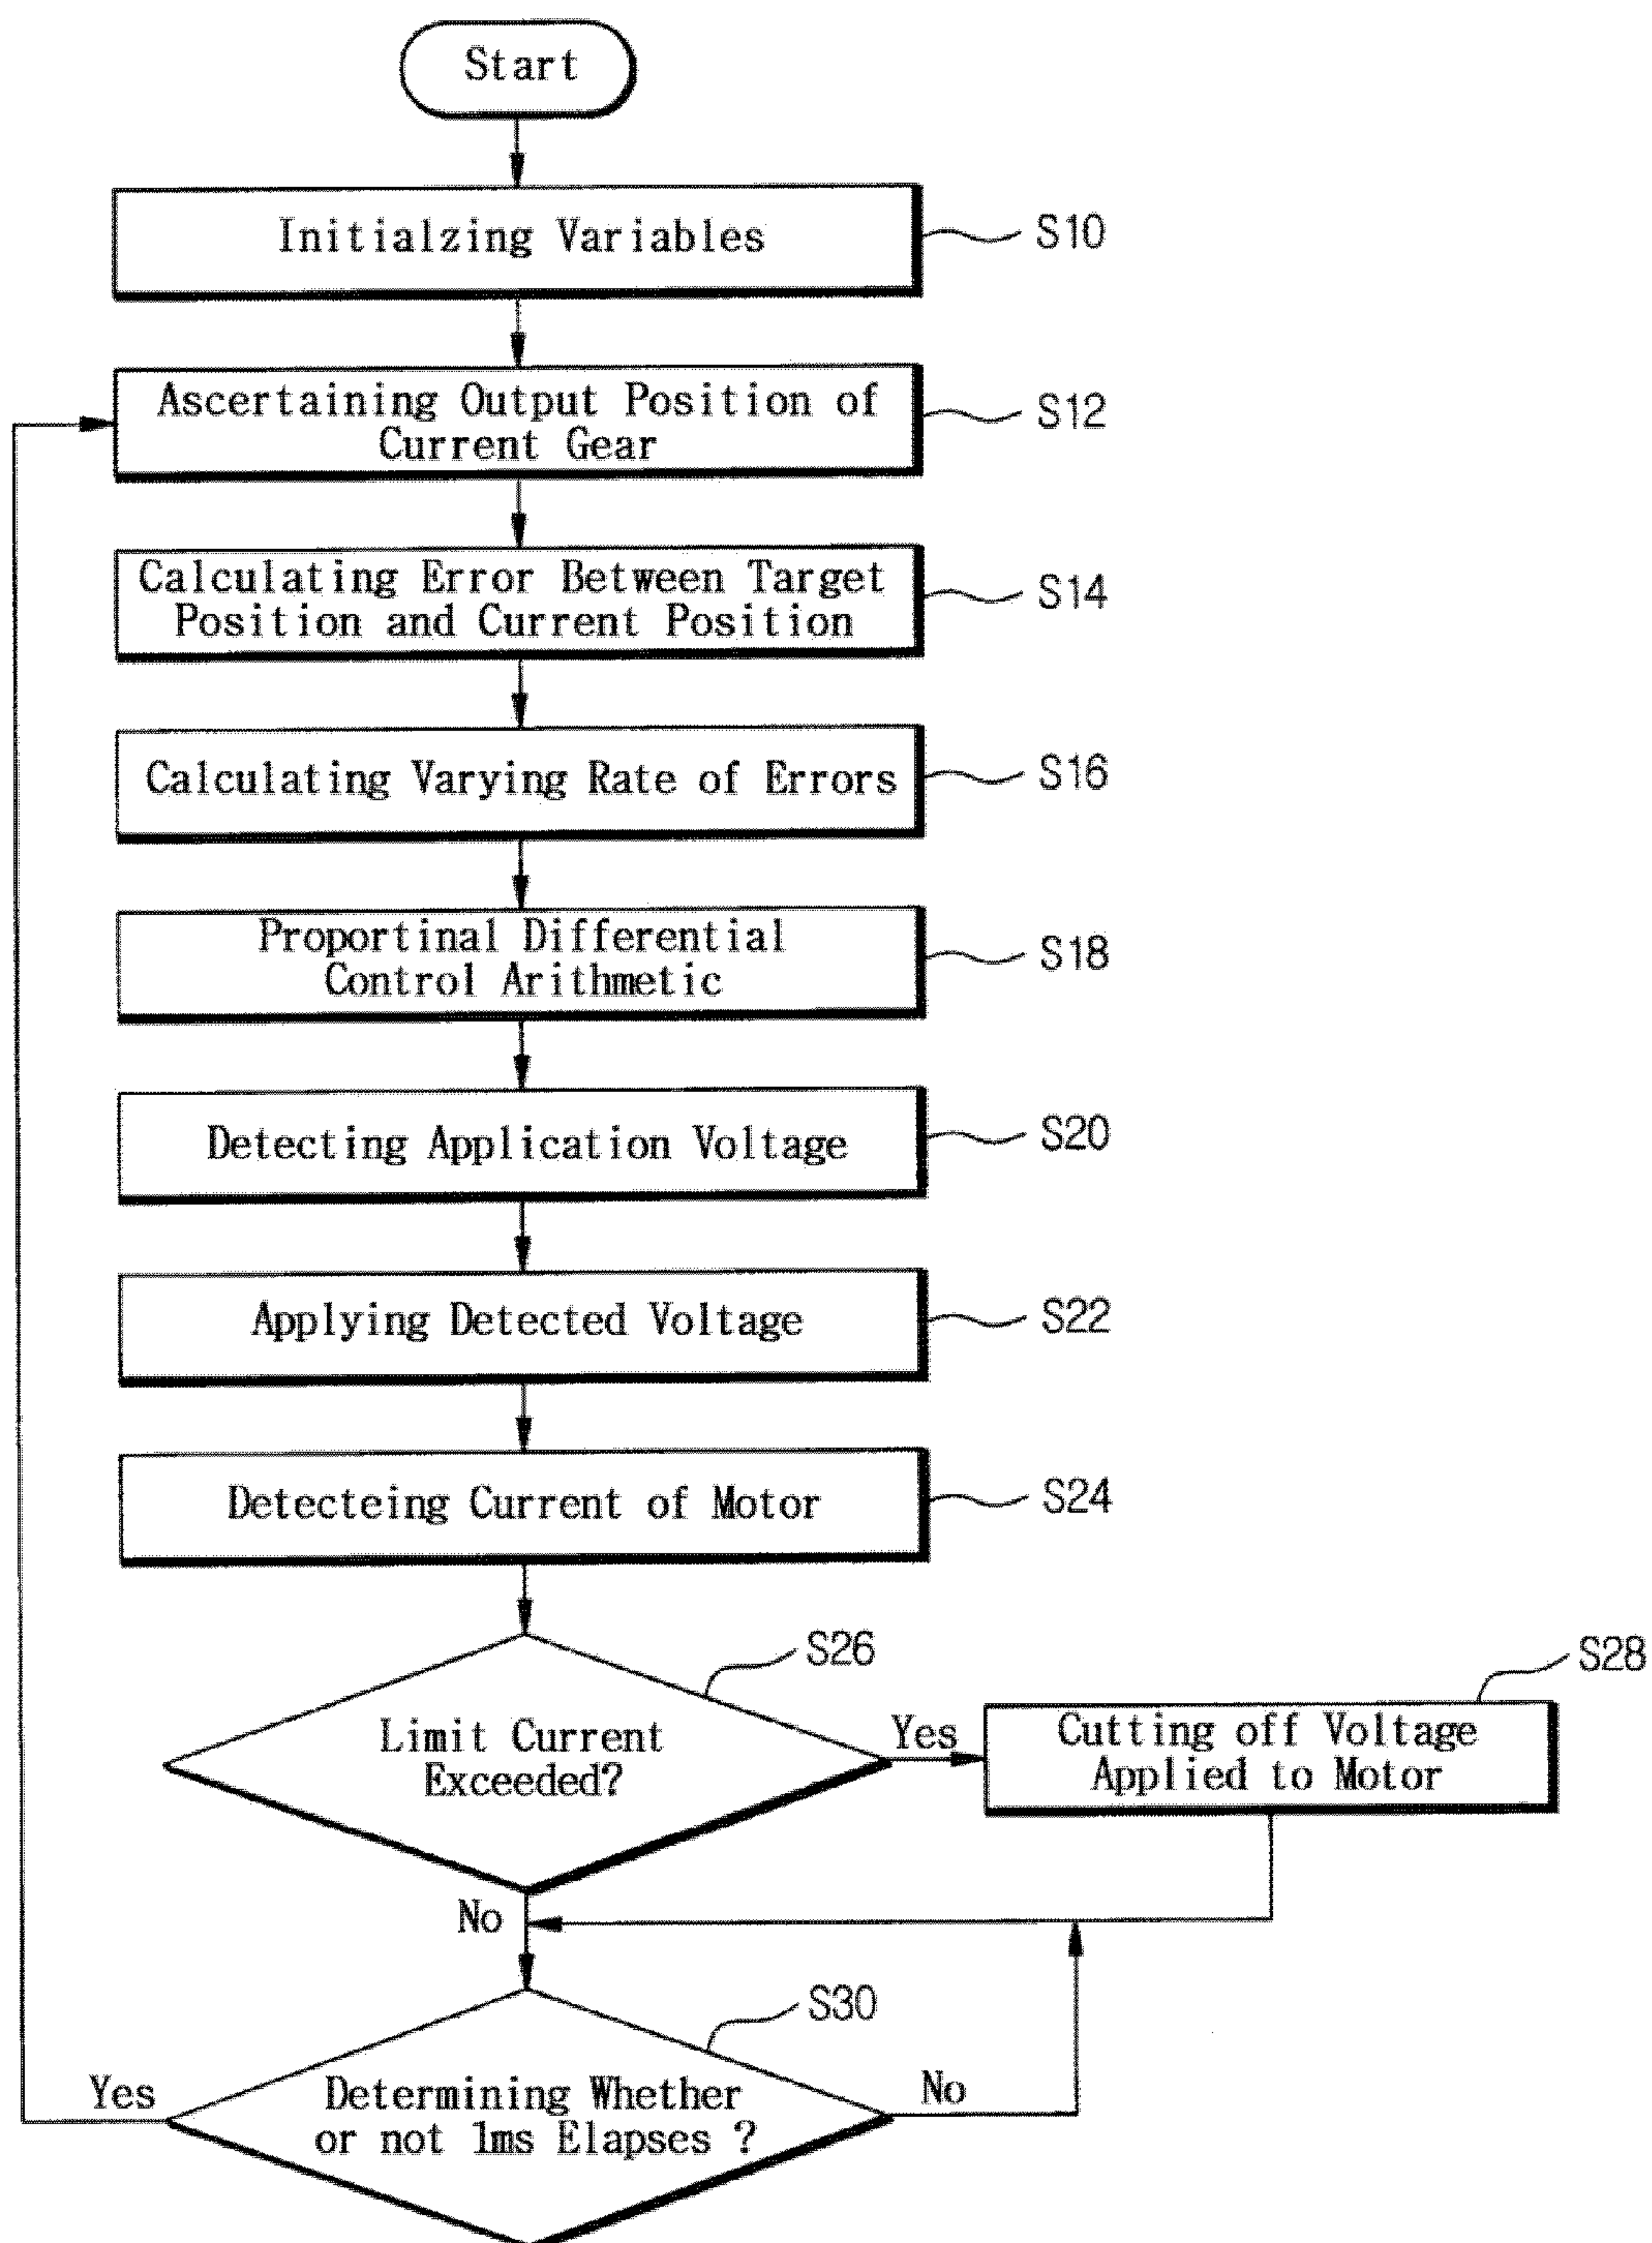 Start
Initialzing Variables
S10
Ascertaining Output Position of
Current Gear
S12
Calculating Error Between Target
Position and Current Position
S14
Calculating Varying Rate of Errors
S16
Proportinal Differential
Control Arithmetic
S18
Detecting Application Voltage
S20
Applying Detected Voltage
S22
Detecteing Current of Motor
S24
S26
Limit Current
Exceeded?
Yes
S28
Cutting off Voltage
Applied to Motor
No
S30
Determining Whether
or not 1ms Elapses ?
Yes
No